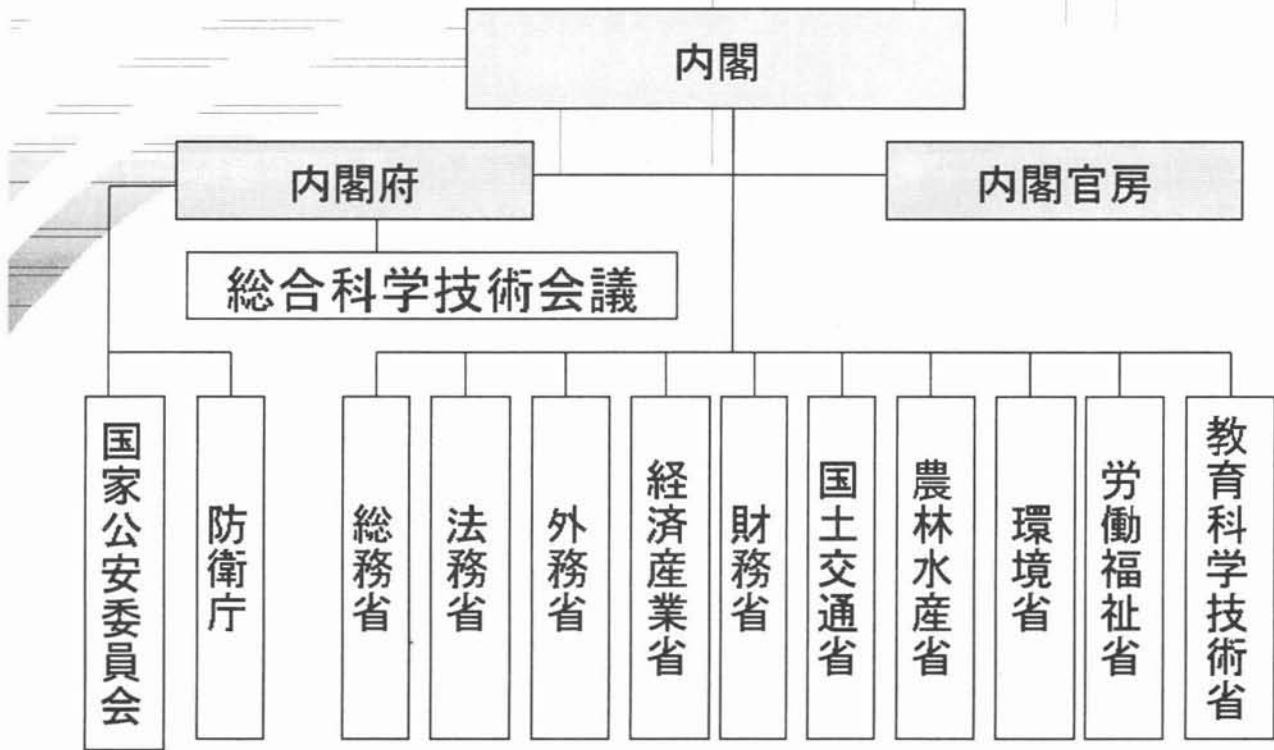 内閣
内閣府
内閣官房
総合科学技術会議
国家公安委員会
防衛庁
総務省
法務省
外務省
経済産業省
財務省
国土交通省
農林水産省
環境省
労働福祉省
教育科学技術省